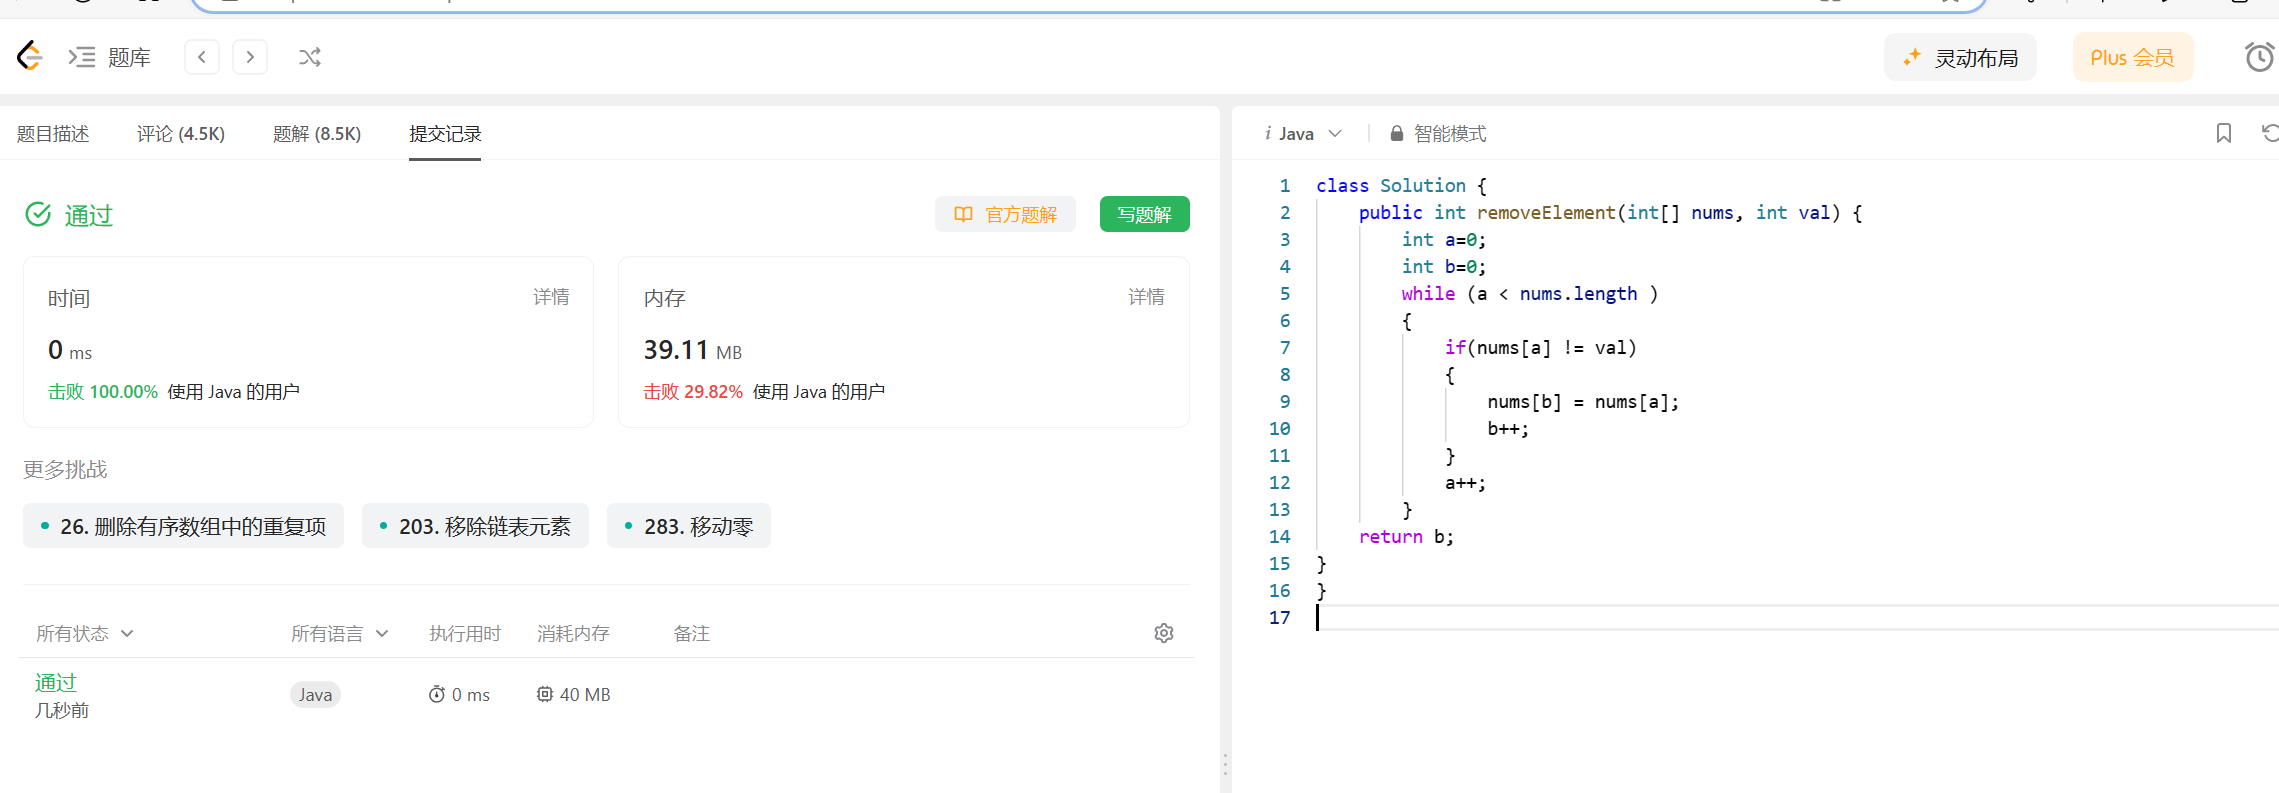 题库
灵动布局
Plus 会员
题目描述 评论 (4.5K) 题解 (8.5K) 提交记录
通过
官方题解
写题解
时间 详情
0 ms
击败 100.00% 使用 Java 的用户
内存 详情
39.11 MB
击败 29.82% 使用 Java 的用户
更多挑战
26. 删除有序数组中的重复项
203. 移除链表元素
283. 移动零
所有状态 所有语言 执行用时 消耗内存 备注
通过 Java 0 ms 40 MB
几秒前
i Java 智能模式
1 class Solution {
2 public int removeElement(int[] nums, int val) {
3 int a=0;
4 int b=0;
5 while (a < nums.length )
6 {
7 if(nums[a] != val)
8 {
9 nums[b] = nums[a];
10 b++;
11 }
12 a++;
13 }
14 return b;
15 }
16 }
17